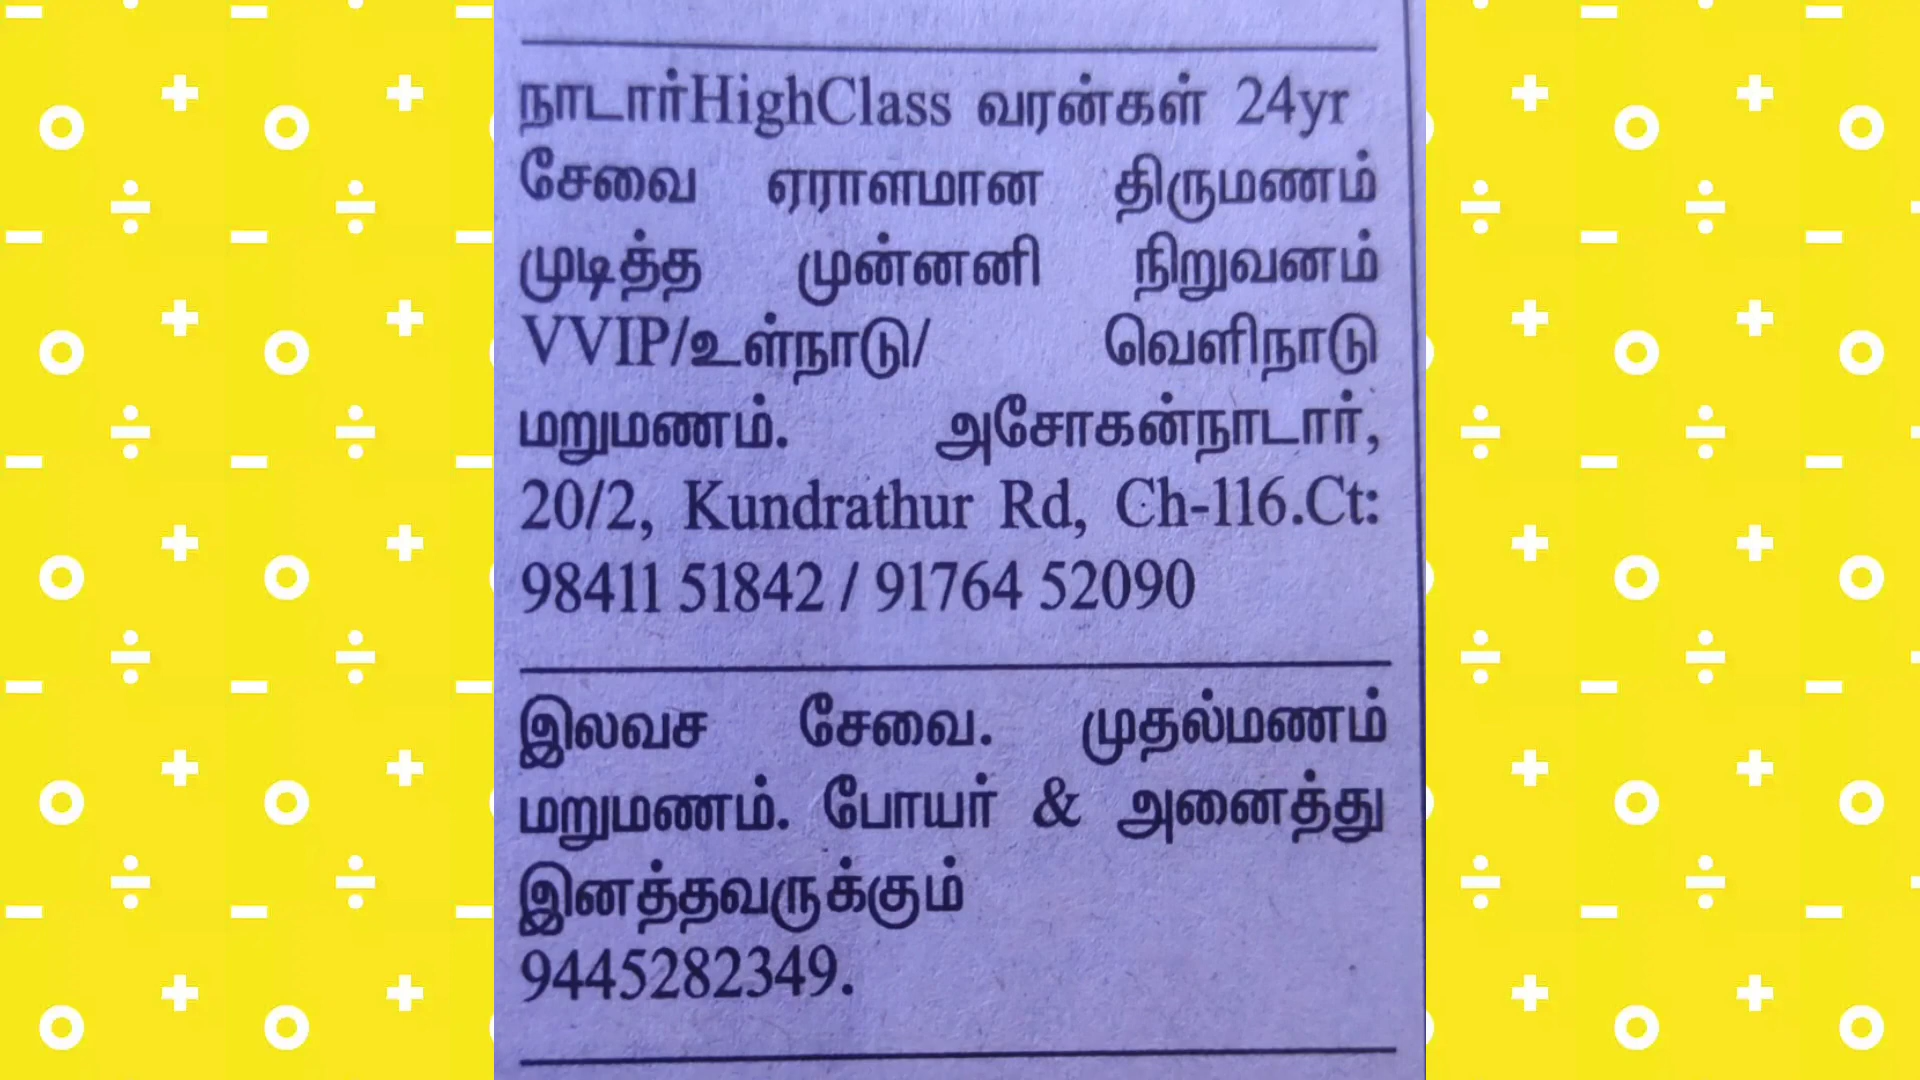 நாடார்HighClass வரன்கள் 24yr
சேவை ஏராளமான திருமணம்
முடித்த முன்னனி நிறுவனம்
VVIP/உள்நாடு/ வெளிநாடு
மறுமணம். அசோகன்நாடார்,
20/2, Kundrathur Rd, Ch-116.Ct:
98411 51842 / 91764 52090
இலவச சேவை. முதல்மணம்
மறுமணம். போயர் & அனைத்து
இனத்தவருக்கும்
9445282349.